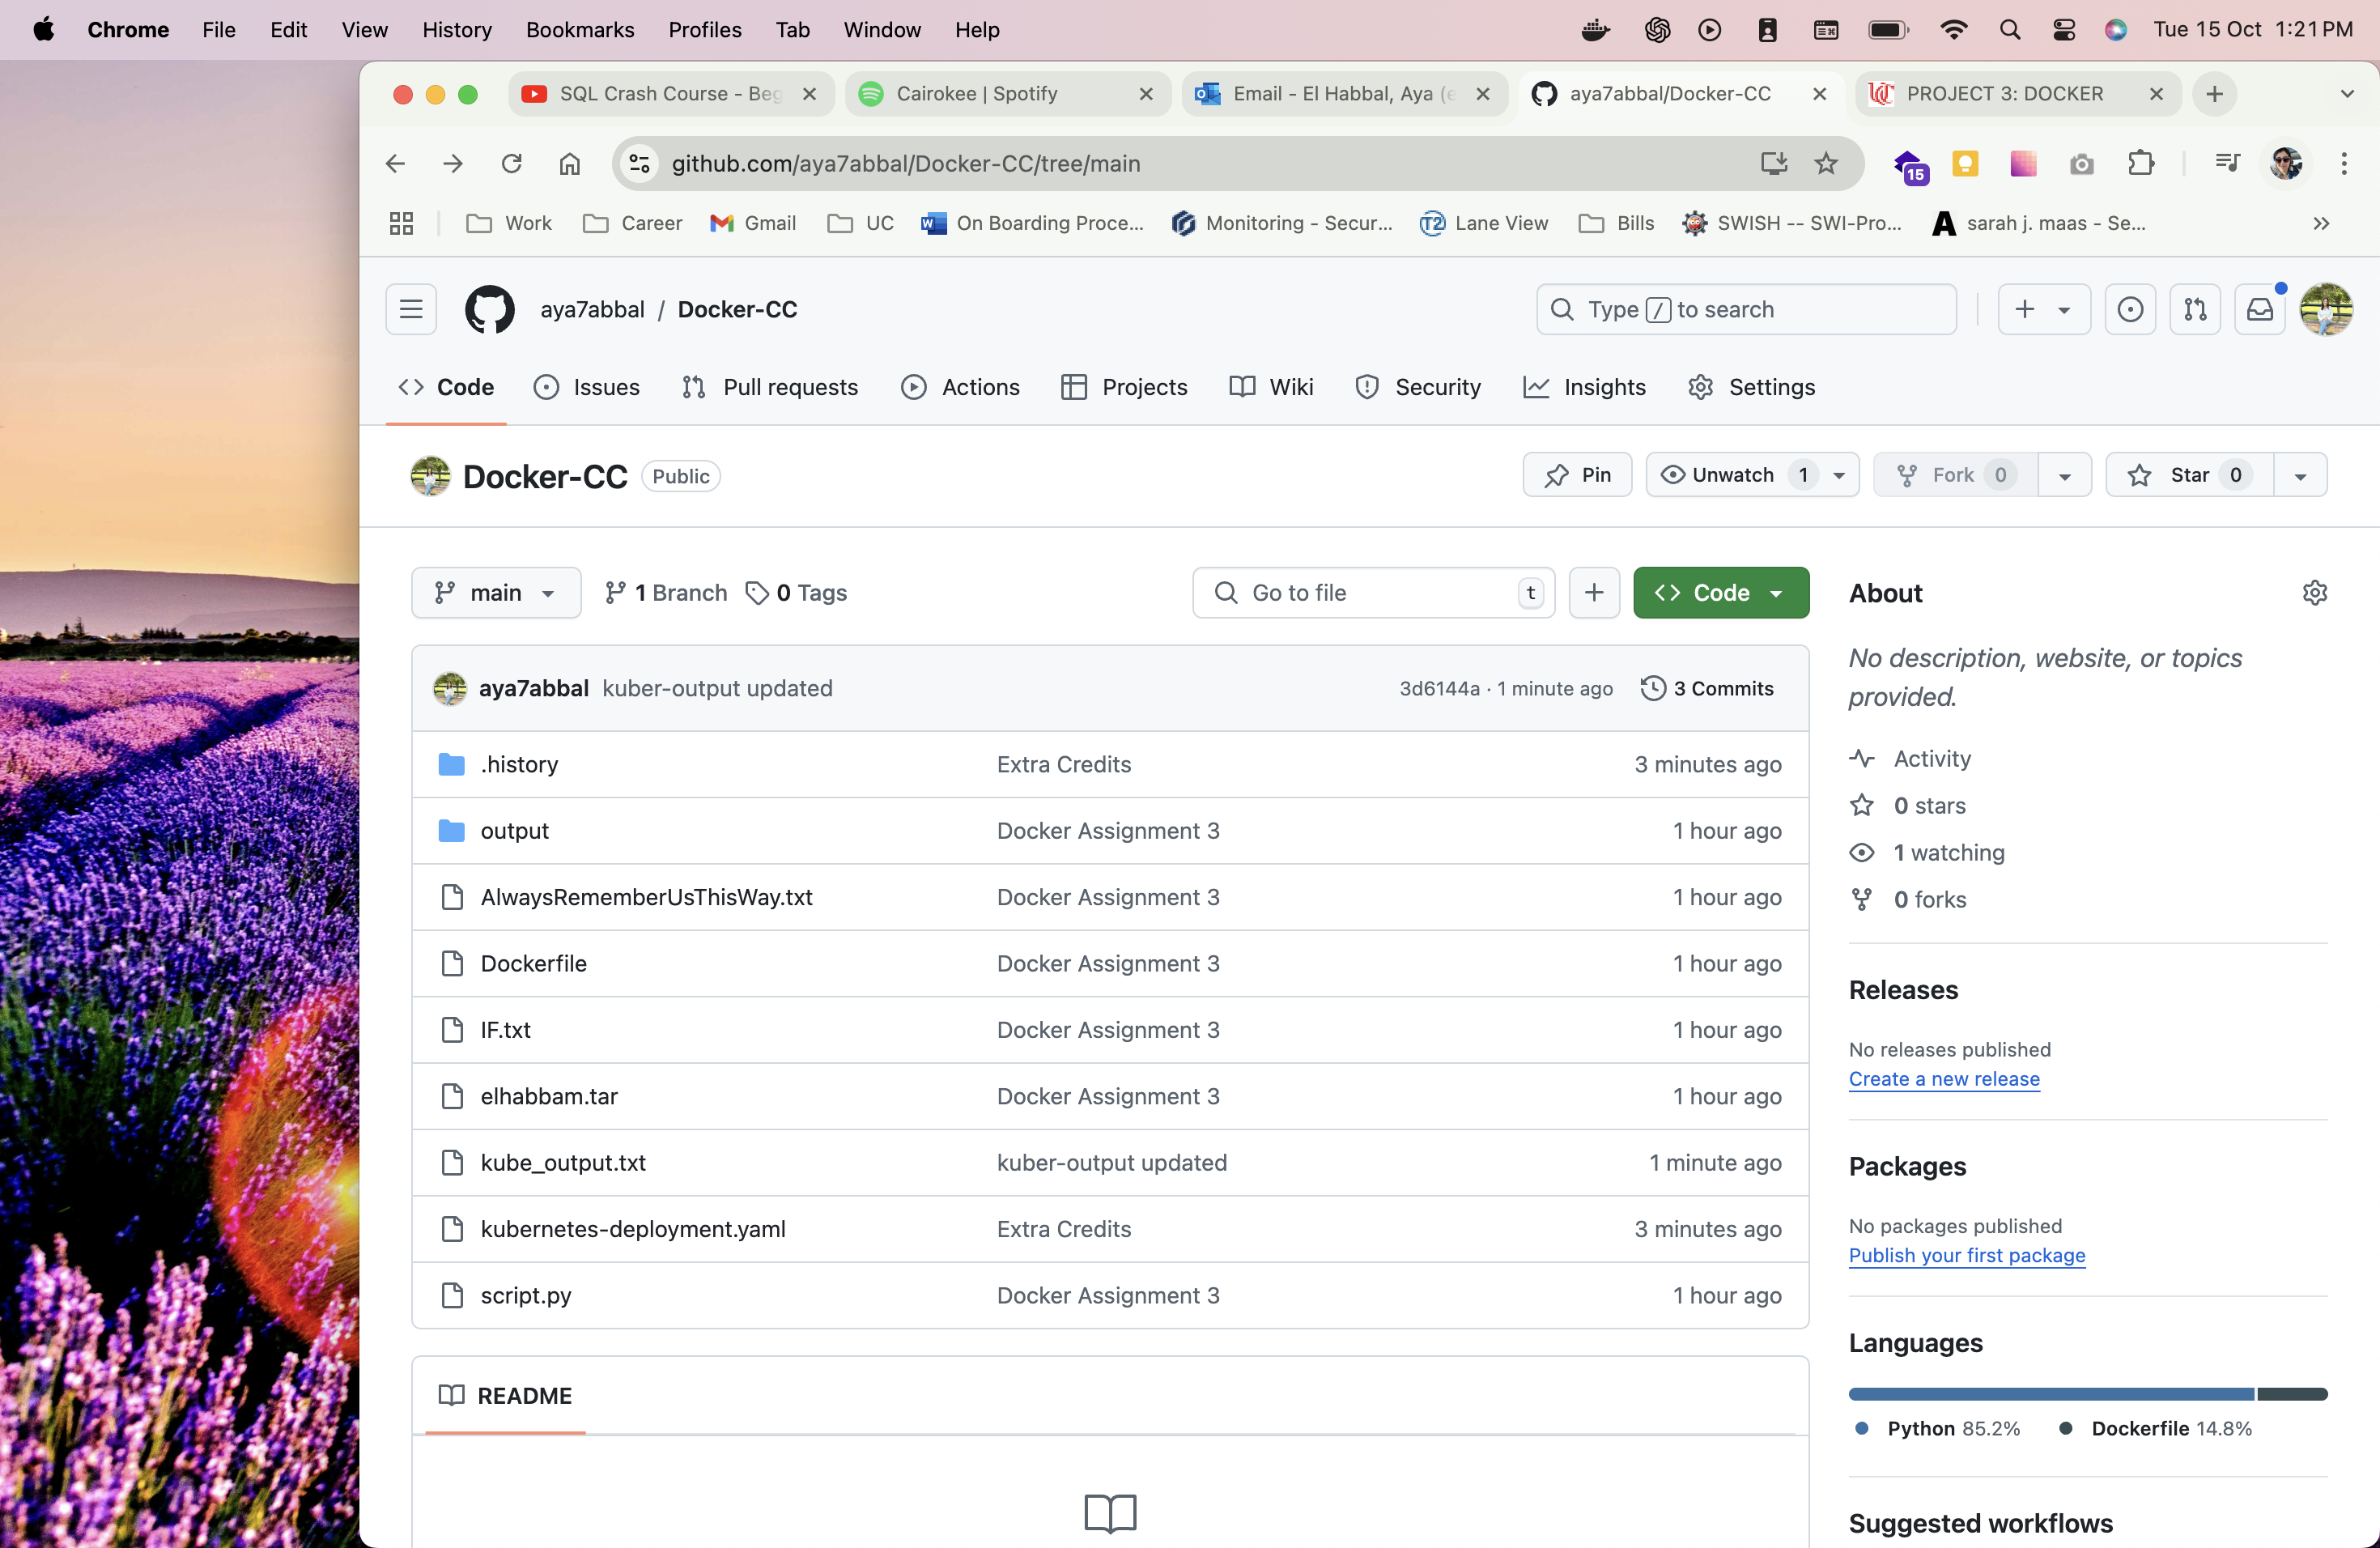 Chrome File Edit View History Bookmarks Profiles Tab Window Help Tue 15 Oct 1:21 PM
SQL Crash Course - Beg Cairokee | Spotify Email - El Habbal, Aya (e aya7abbal/Docker-CC PROJECT 3: DOCKER
github.com/aya7abbal/Docker-CC/tree/main 15
Work Career Gmail UC On Boarding Proce... Monitoring - Secur... Lane View Bills SWISH -- SWI-Pro... sarah j. maas - Se...
aya7abbal / Docker-CC Type / to search
Code Issues Pull requests Actions Projects Wiki Security Insights Settings
Docker-CC Public Pin Unwatch 1 Fork 0 Star 0
main 1 Branch 0 Tags Go to file t Code
aya7abbal kuber-output updated 3d6144a · 1 minute ago 3 Commits
.history Extra Credits 3 minutes ago
output Docker Assignment 3 1 hour ago
AlwaysRememberUsThisWay.txt Docker Assignment 3 1 hour ago
Dockerfile Docker Assignment 3 1 hour ago
IF.txt Docker Assignment 3 1 hour ago
elhabbam.tar Docker Assignment 3 1 hour ago
kube_output.txt kuber-output updated 1 minute ago
kubernetes-deployment.yaml Extra Credits 3 minutes ago
script.py Docker Assignment 3 1 hour ago
README
About
No description, website, or topics
provided.
Activity
0 stars
1 watching
0 forks
Releases
No releases published
Create a new release
Packages
No packages published
Publish your first package
Languages
Python 85.2% Dockerfile 14.8%
Suggested workflows